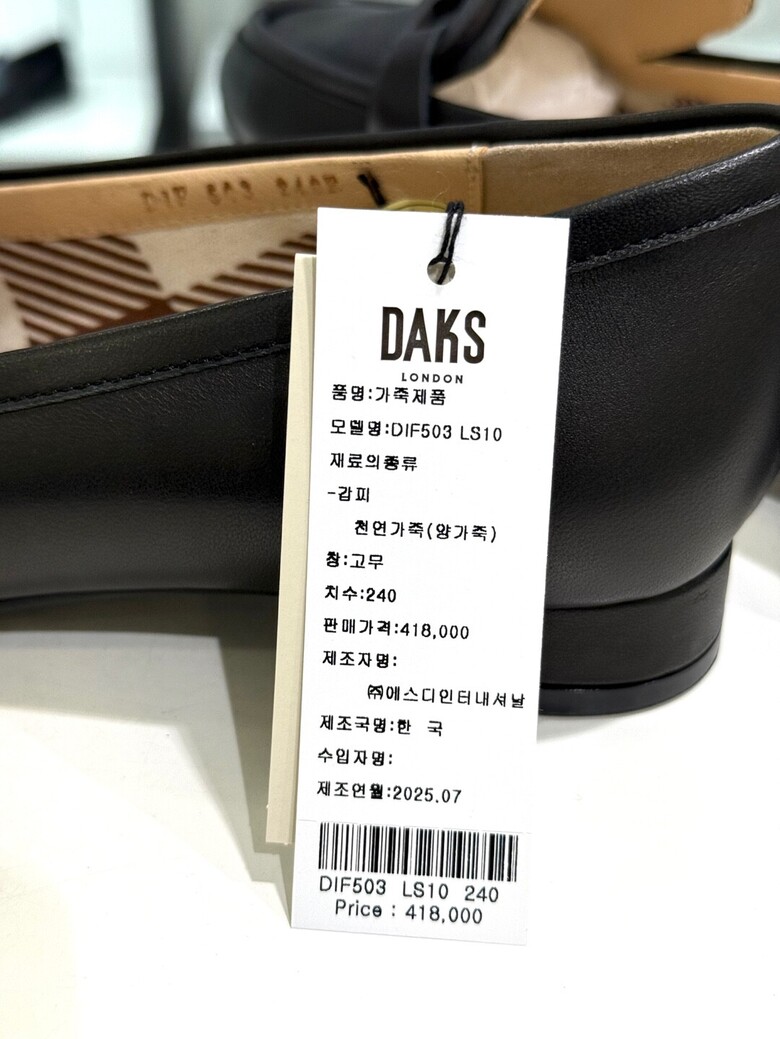 DIF 503 240E
DAKS
LONDON
품명:가죽제품
모델명:DIF503 LS10
재료의종류
-갑피
천연가죽(양가죽)
창:고무
치수:240
판매가격:418,000
제조자명:
㈜에스디인터내셔날
제조국명:한 국
수입자명:
제조연월:2025.07
DIF503 LS10 240
Price : 418,000